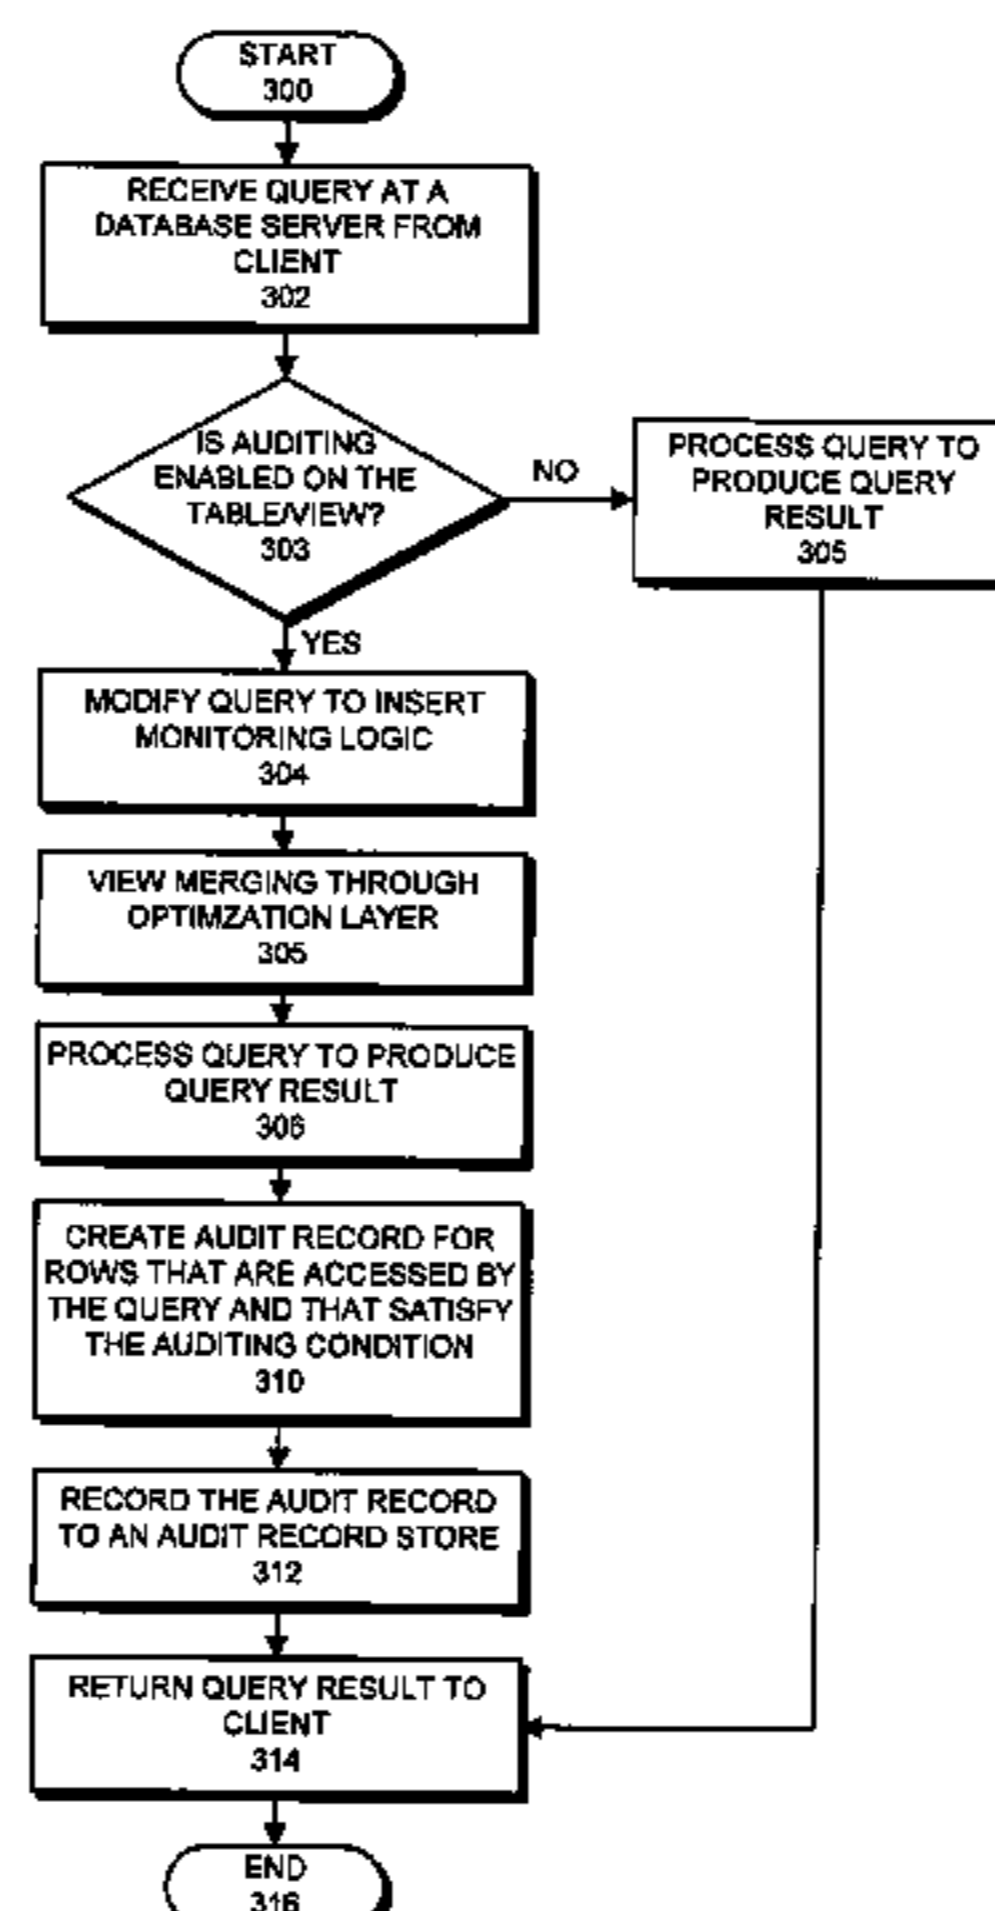 START
300
RECEIVE QUERY AT A
DATABASE SERVER FROM
CLIENT
302
IS AUDITING
ENABLED ON THE
TABLE/VIEW?
303
NO
PROCESS QUERY TO
PRODUCE QUERY
RESULT
305
YES
MODIFY QUERY TO INSERT
MONITORING LOGIC
304
VIEW MERGING THROUGH
OPTIMZATION LAYER
305
PROCESS QUERY TO PRODUCE
QUERY RESULT
306
CREATE AUDIT RECORD FOR
ROWS THAT ARE ACCESSED BY
THE QUERY AND THAT SATISFY
THE AUDITING CONDITION
310
RECORD THE AUDIT RECORD
TO AN AUDIT RECORD STORE
312
RETURN QUERY RESULT TO
CLIENT
314
END
316